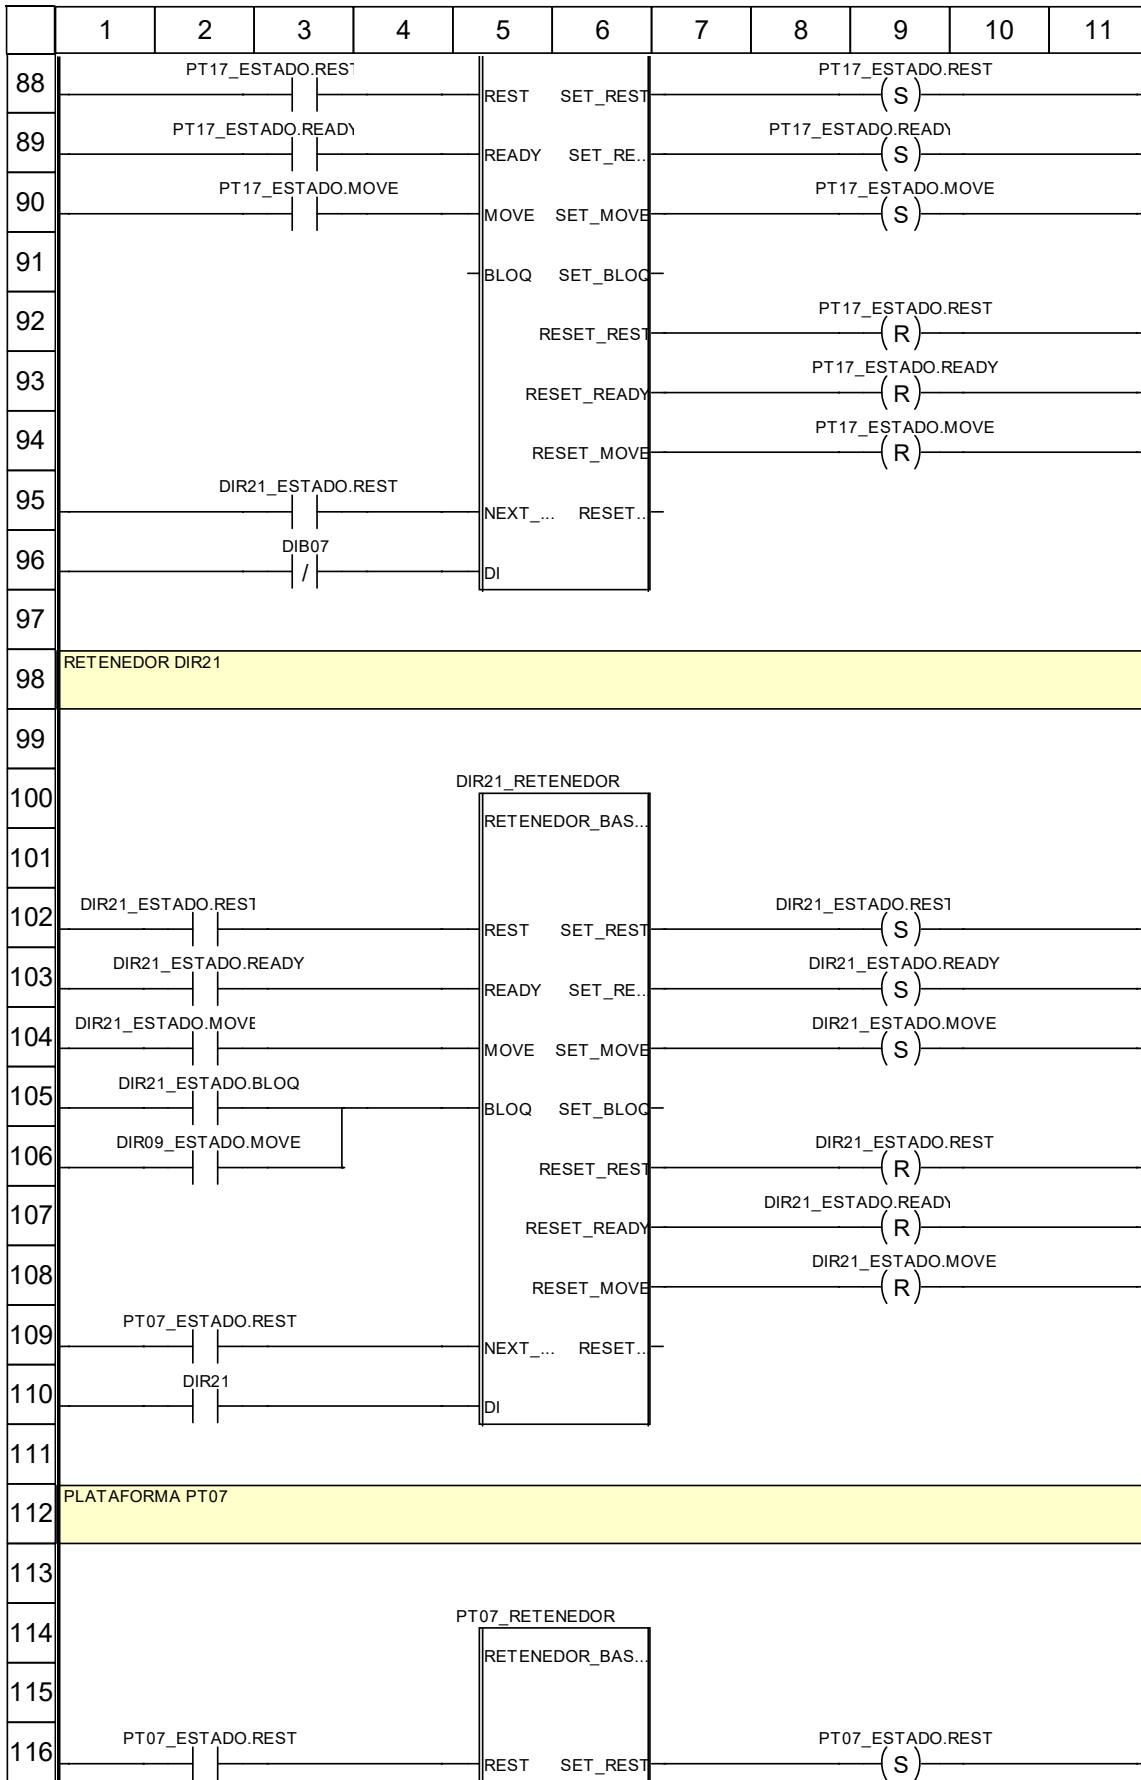 1 2 3 4 5 6 7 8 9 10 11
PT17_ESTADO.REST PT17_ESTADO.REST
88 REST SET_REST S
PT17_ESTADO.READY PT17_ESTADO.READY
89 READY SET_RE.. S
PT17_ESTADO.MOVE PT17_ESTADO.MOVE
90 MOVE SET_MOVE S
91 BLOQ SET_BLOQ
PT17_ESTADO.REST
92 RESET_REST R
PT17_ESTADO.READY
93 RESET_READY R
PT17_ESTADO.MOVE
94 RESET_MOVE R
DIR21_ESTADO.REST
95 NEXT_... RESET..
DIB07
96 / DI
97
98 RETENEDOR DIR21
99
DIR21_RETENEDOR
100 RETENEDOR_BAS...
101
DIR21_ESTADO.REST DIR21_ESTADO.REST
102 REST SET_REST S
DIR21_ESTADO.READY DIR21_ESTADO.READY
103 READY SET_RE.. S
DIR21_ESTADO.MOVE DIR21_ESTADO.MOVE
104 MOVE SET_MOVE S
DIR21_ESTADO.BLOQ
105 BLOQ SET_BLOQ
DIR09_ESTADO.MOVE DIR21_ESTADO.REST
106 RESET_REST R
DIR21_ESTADO.READY
107 RESET_READY R
DIR21_ESTADO.MOVE
108 RESET_MOVE R
PT07_ESTADO.REST
109 NEXT_... RESET..
DIR21
110 DI
111
112 PLATAFORMA PT07
113
PT07_RETENEDOR
114 RETENEDOR_BAS...
115
PT07_ESTADO.REST PT07_ESTADO.REST
116 REST SET_REST S